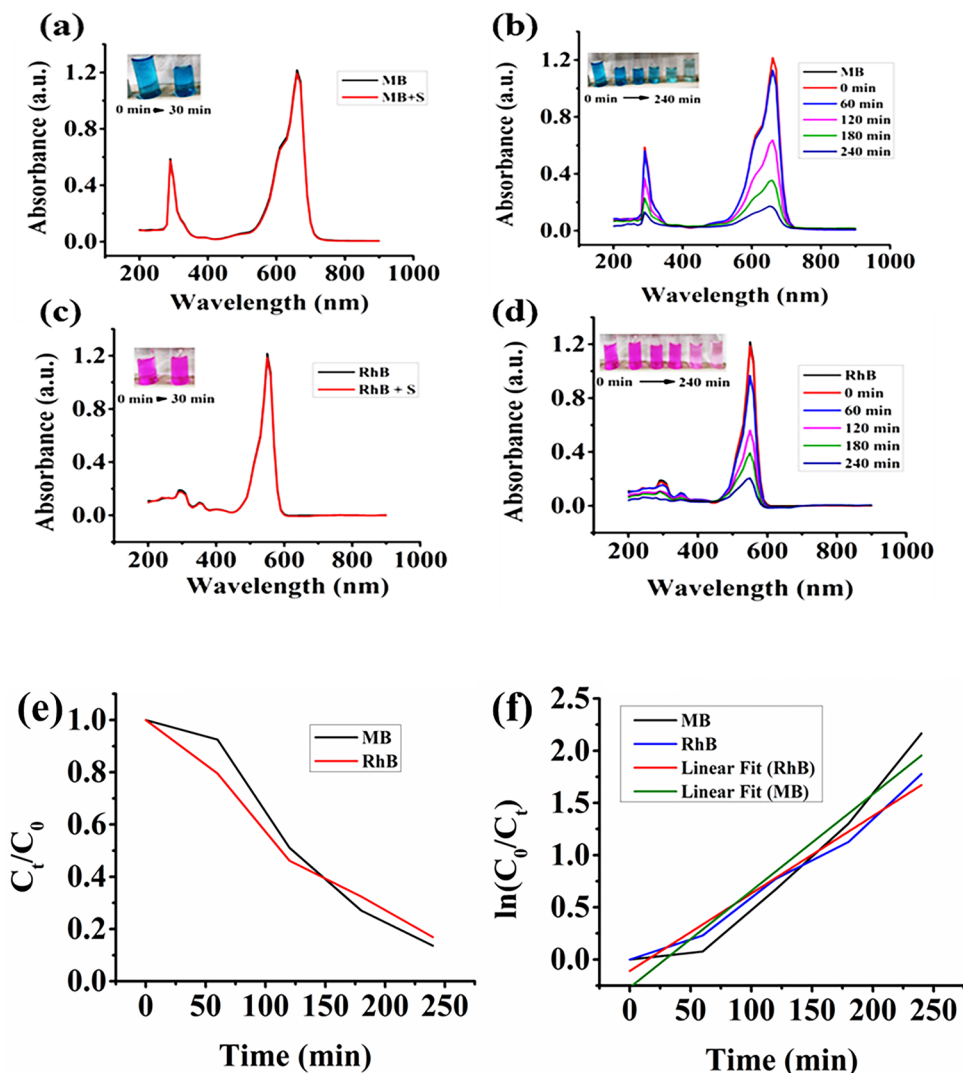 (a)
Absorbance (a.u.)
1.2
0.8
0.4
0.0
0 min 30 min
MB
MB+S
200 400 600 800 1000
Wavelength (nm)
(b)
Absorbance (a.u.)
1.2
0.8
0.4
0.0
0 min 240 min
MB
0 min
60 min
120 min
180 min
240 min
200 400 600 800 1000
Wavelength (nm)
(c)
Absorbance (a.u.)
1.2
0.8
0.4
0.0
0 min 30 min
RhB
RhB + S
200 400 600 800 1000
Wavelength (nm)
(d)
Absorbance (a.u.)
1.2
0.8
0.4
0.0
0 min 240 min
RhB
0 min
60 min
120 min
180 min
240 min
200 400 600 800 1000
Wavelength (nm)
(e)
Ct/C0
1.0
0.8
0.6
0.4
0.2
0.0
MB
RhB
0 50 100 150 200 250
Time (min)
(f)
ln(C0/Ct)
2.5
2.0
1.5
1.0
0.5
0.0
MB
RhB
Linear Fit (RhB)
Linear Fit (MB)
0 50 100 150 200 250
Time (min)